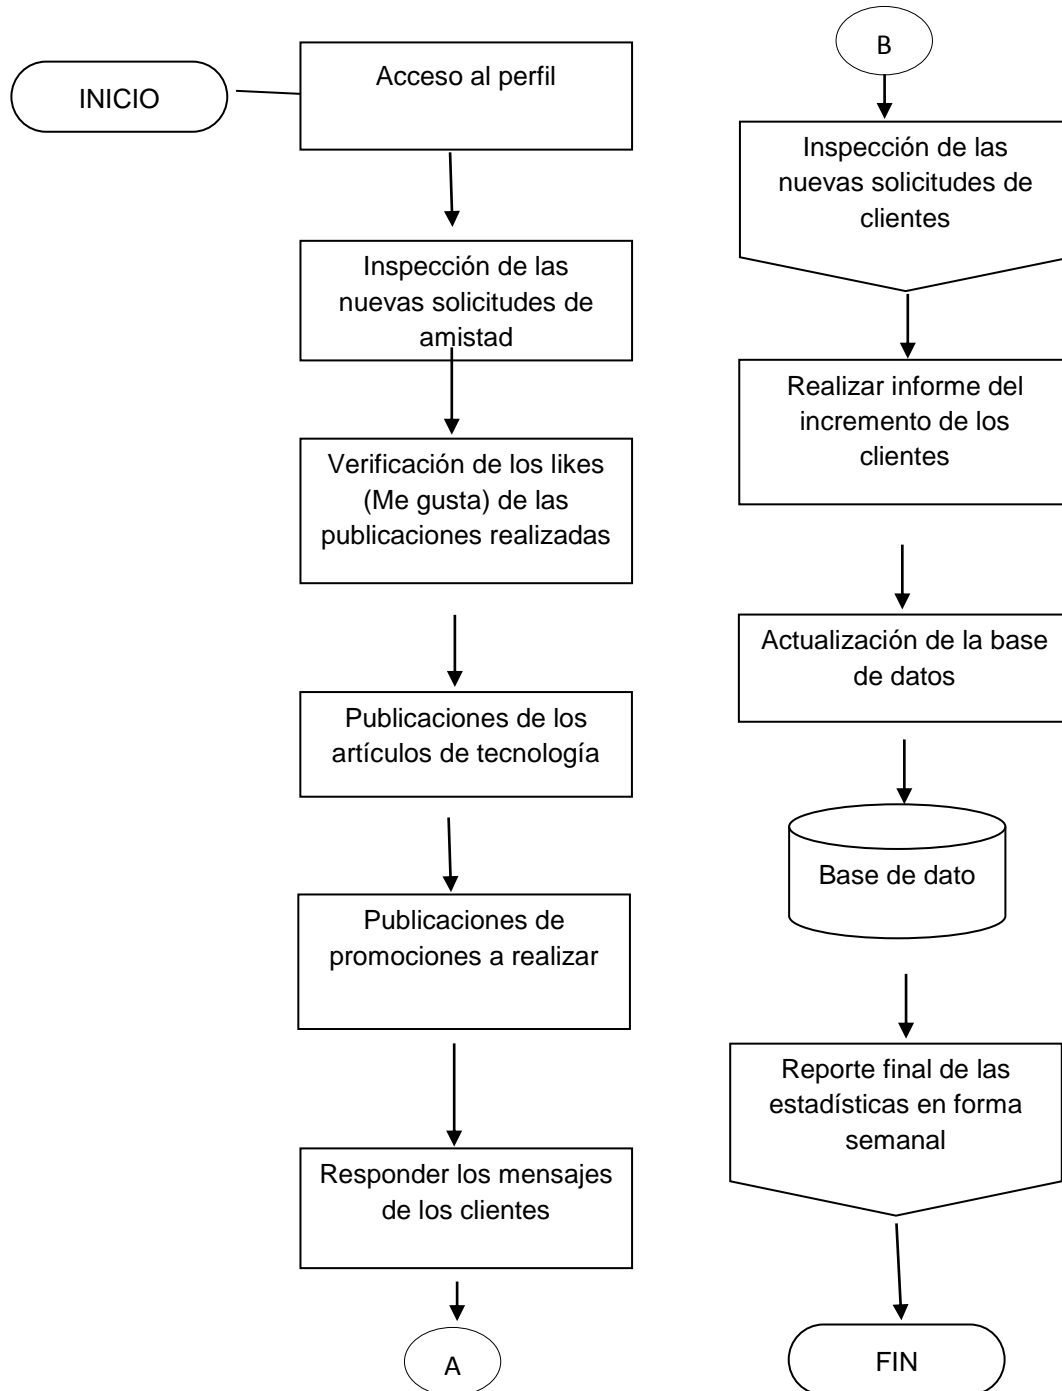 INICIO
Acceso al perfil
Inspección de las
nuevas solicitudes de
amistad
Verificación de los likes
(Me gusta) de las
publicaciones realizadas
Publicaciones de los
artículos de tecnología
Publicaciones de
promociones a realizar
Responder los mensajes
de los clientes
A
B
Inspección de las
nuevas solicitudes de
clientes
Realizar informe del
incremento de los
clientes
Actualización de la base
de datos
Base de dato
Reporte final de las
estadísticas en forma
semanal
FIN